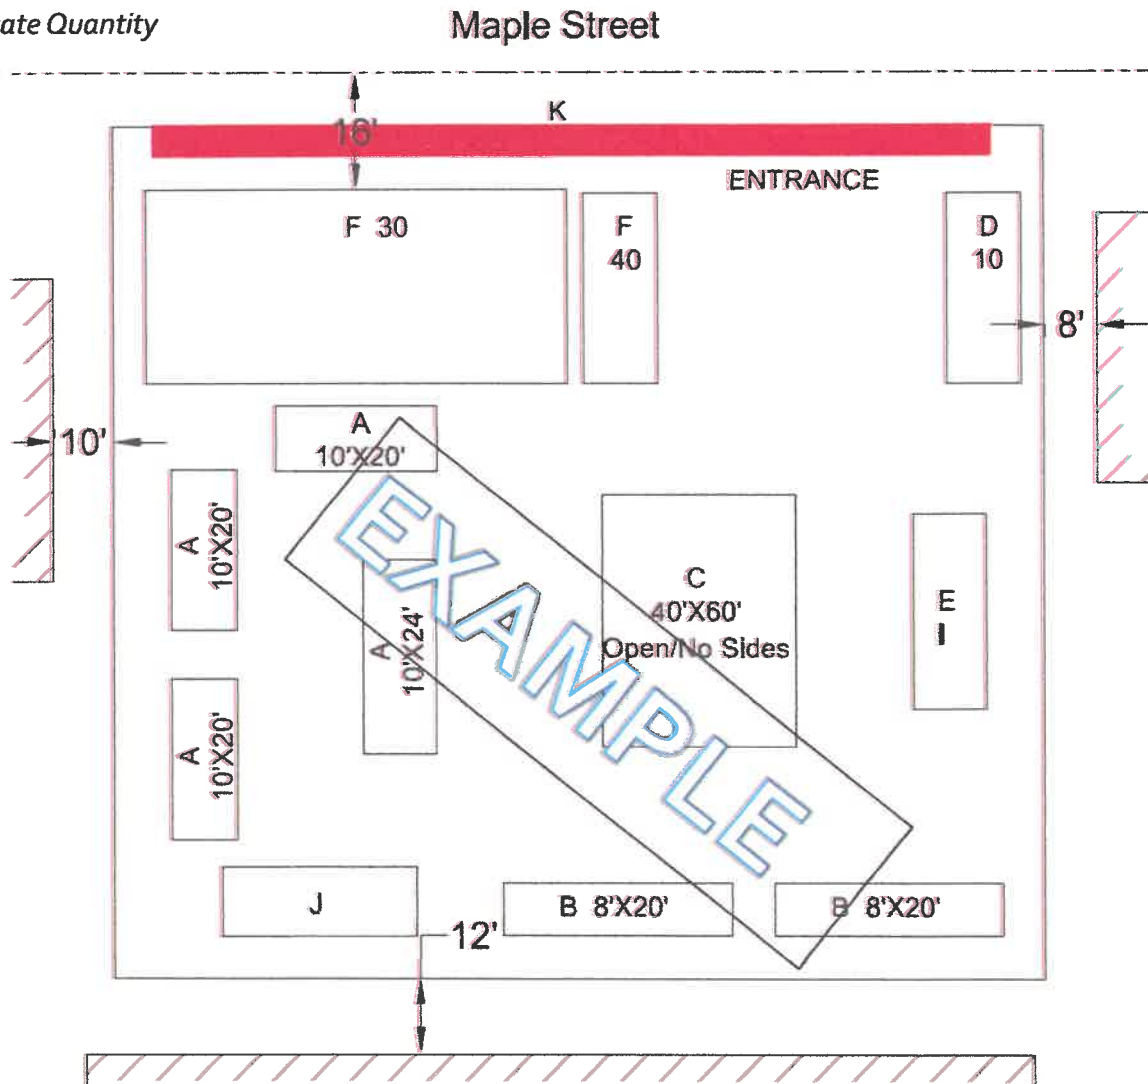 ate Quantity
Maple Street
K
16'
ENTRANCE
F 30
F
40
D
10
8'
10'
A
10'X20'
A
10'X20'
A
10'X24'
C
40'X60'
Open/No Sides
E
I
EXAMPLE
A
10'X20'
J
B 8'X20'
B 8'X20'
12'